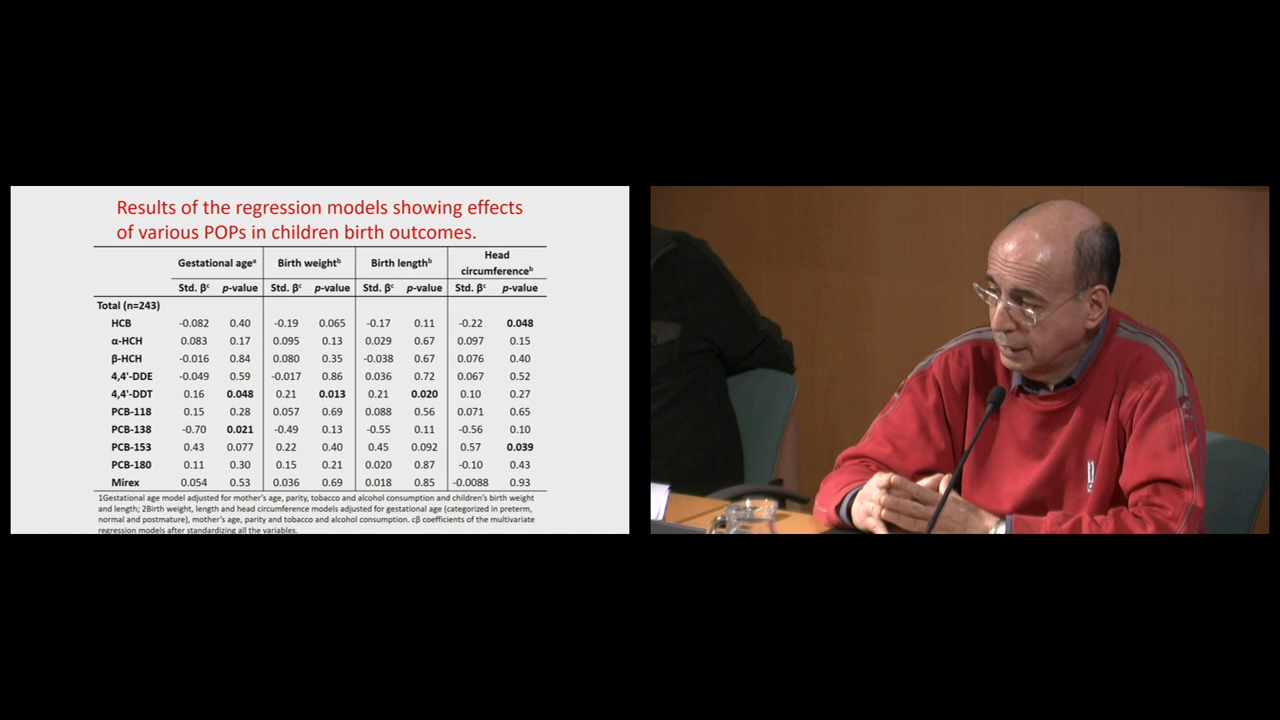 Results of the regression models showing effects
of various POPs in children birth outcomes.
Gestational ageᵃ Birth weightᵇ Birth lengthᵇ Head circumferenceᵇ
Std. βᶜ p-value Std. βᶜ p-value Std. βᶜ p-value Std. βᶜ p-value
Total (n=243)
HCB -0.082 0.40 -0.19 0.065 -0.17 0.11 -0.22 0.048
α-HCH 0.083 0.17 0.095 0.13 0.029 0.67 0.097 0.15
β-HCH -0.016 0.84 0.080 0.35 -0.038 0.67 0.076 0.40
4,4'-DDE -0.049 0.59 -0.017 0.86 0.036 0.72 0.067 0.52
4,4'-DDT 0.16 0.048 0.21 0.013 0.21 0.020 0.10 0.27
PCB-118 0.15 0.28 0.057 0.69 0.088 0.56 0.071 0.65
PCB-138 -0.70 0.021 -0.49 0.13 -0.55 0.11 -0.56 0.10
PCB-153 0.43 0.077 0.22 0.40 0.45 0.092 0.57 0.039
PCB-180 0.11 0.30 0.15 0.21 0.020 0.87 -0.10 0.43
Mirex 0.054 0.53 0.036 0.69 0.018 0.85 -0.0088 0.93
1Gestational age model adjusted for mother's age, parity, tobacco and alcohol consumption and children's birth weight
and length; 2Birth weight, length and head circumference models adjusted for gestational age (categorized in preterm,
normal and postmature), mother's age, parity and tobacco and alcohol consumption. cβ coefficients of the multivariate
regression models after standardizing all the variables.